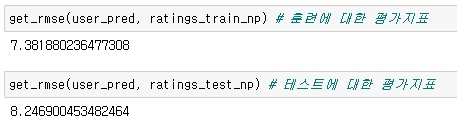 get_rmse(user_pred, ratings_train_np) # 훈련에 대한 평가지표
7.381880236477308
get_rmse(user_pred, ratings_test_np) # 테스트에 대한 평가지표
8.246900453482464